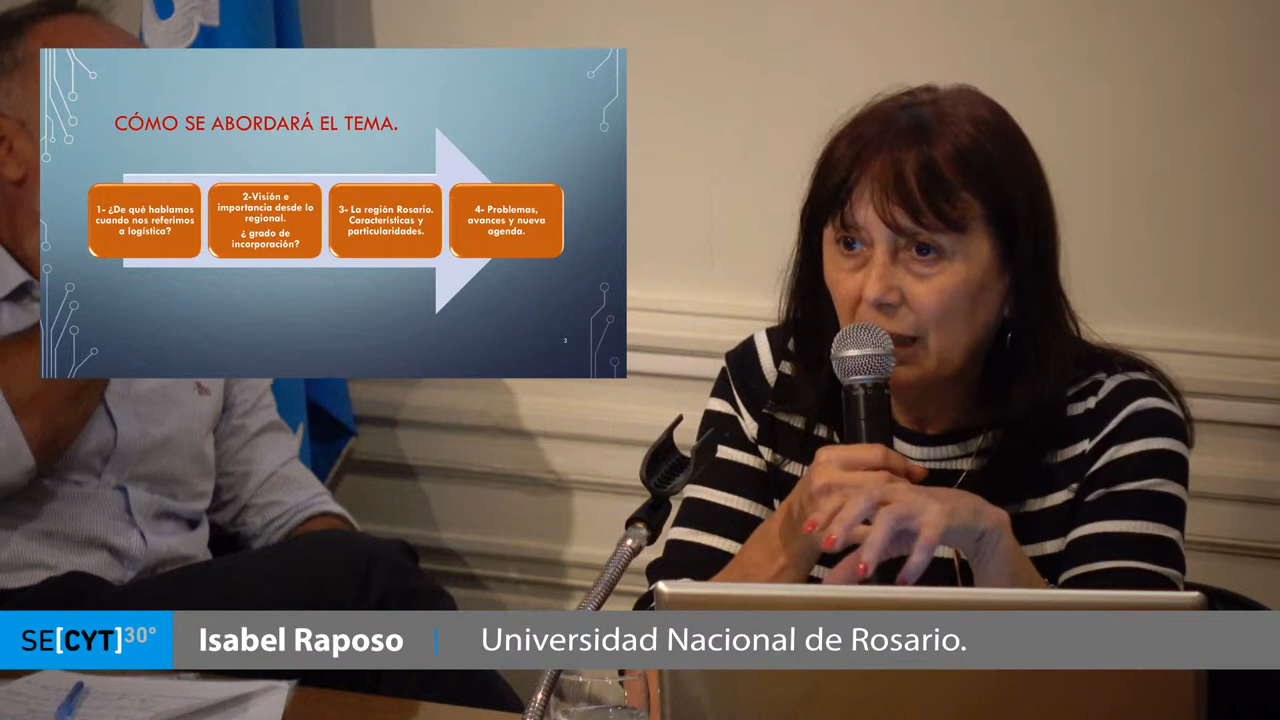 CÓMO SE ABORDARÁ EL TEMA.
1- ¿De qué hablamos
cuando nos referimos
a logística?
2-Visión e
importancia desde lo
regional.
¿ grado de
incorporación?
3- La región Rosario.
Características y
particularidades.
4- Problemas,
avances y nueva
agenda.
3
SE[CYT]30°
Isabel Raposo | Universidad Nacional de Rosario.